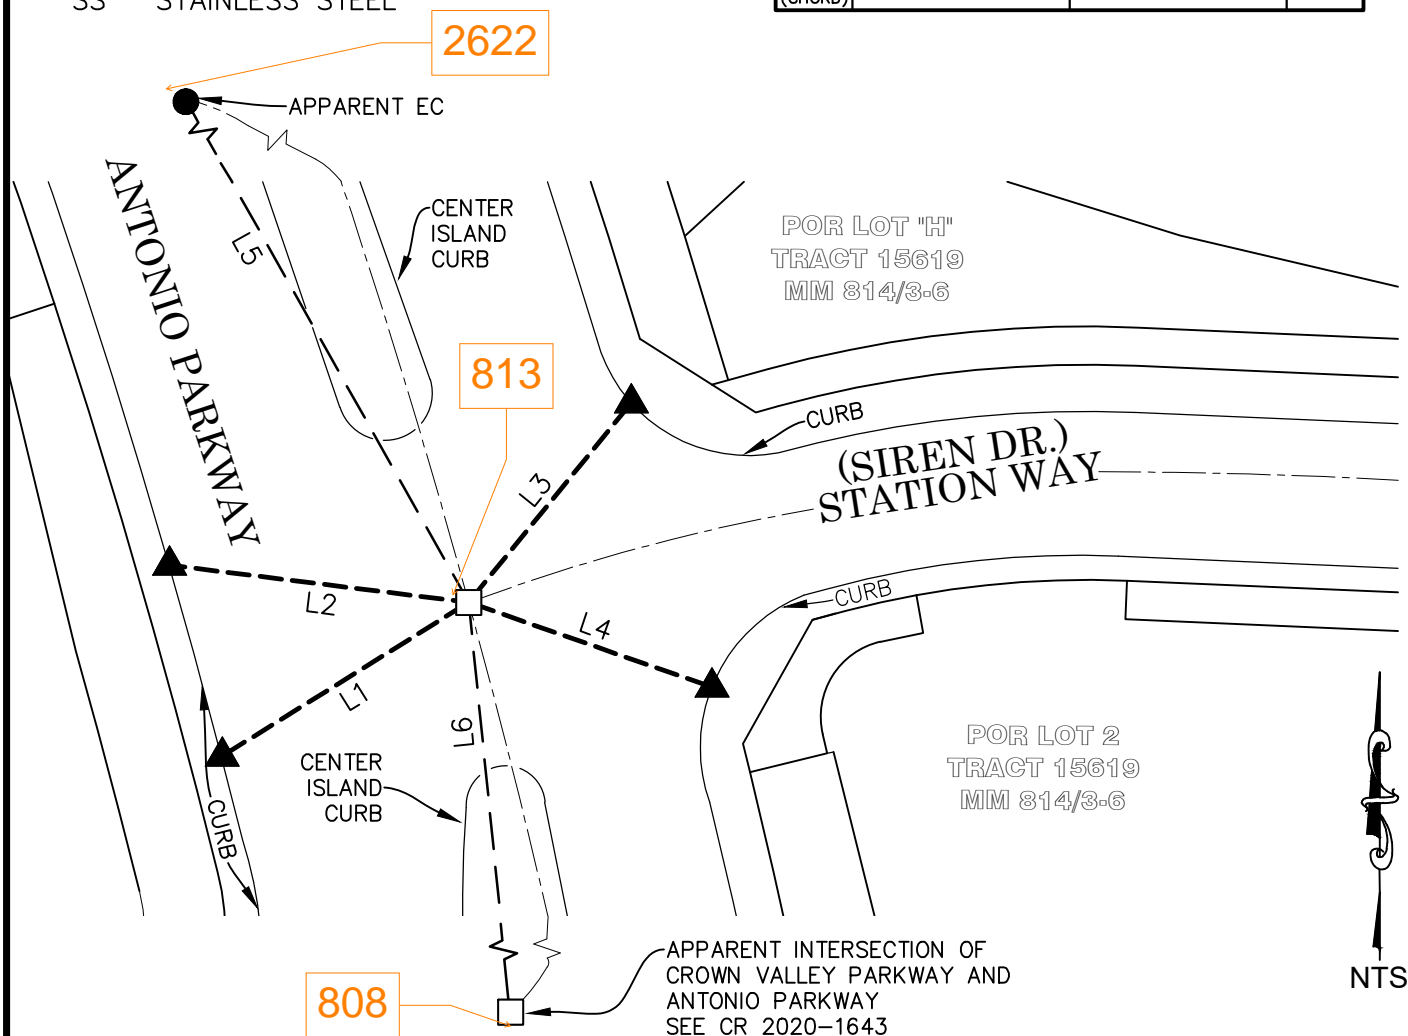 SS STAINLESS STEEL
(CHORD)
2622
APPARENT EC
ANTONIO PARKWAY
L5
CENTER
ISLAND
CURB
POR LOT "H"
TRACT 15619
MM 814/3-6
813
CURB
L3
(SIREN DR.)
STATION WAY
L2
L4
CURB
L1
L6
CENTER
ISLAND
CURB
CURB
POR LOT 2
TRACT 15619
MM 814/3-6
NTS
808
APPARENT INTERSECTION OF
CROWN VALLEY PARKWAY AND
ANTONIO PARKWAY
SEE CR 2020-1643